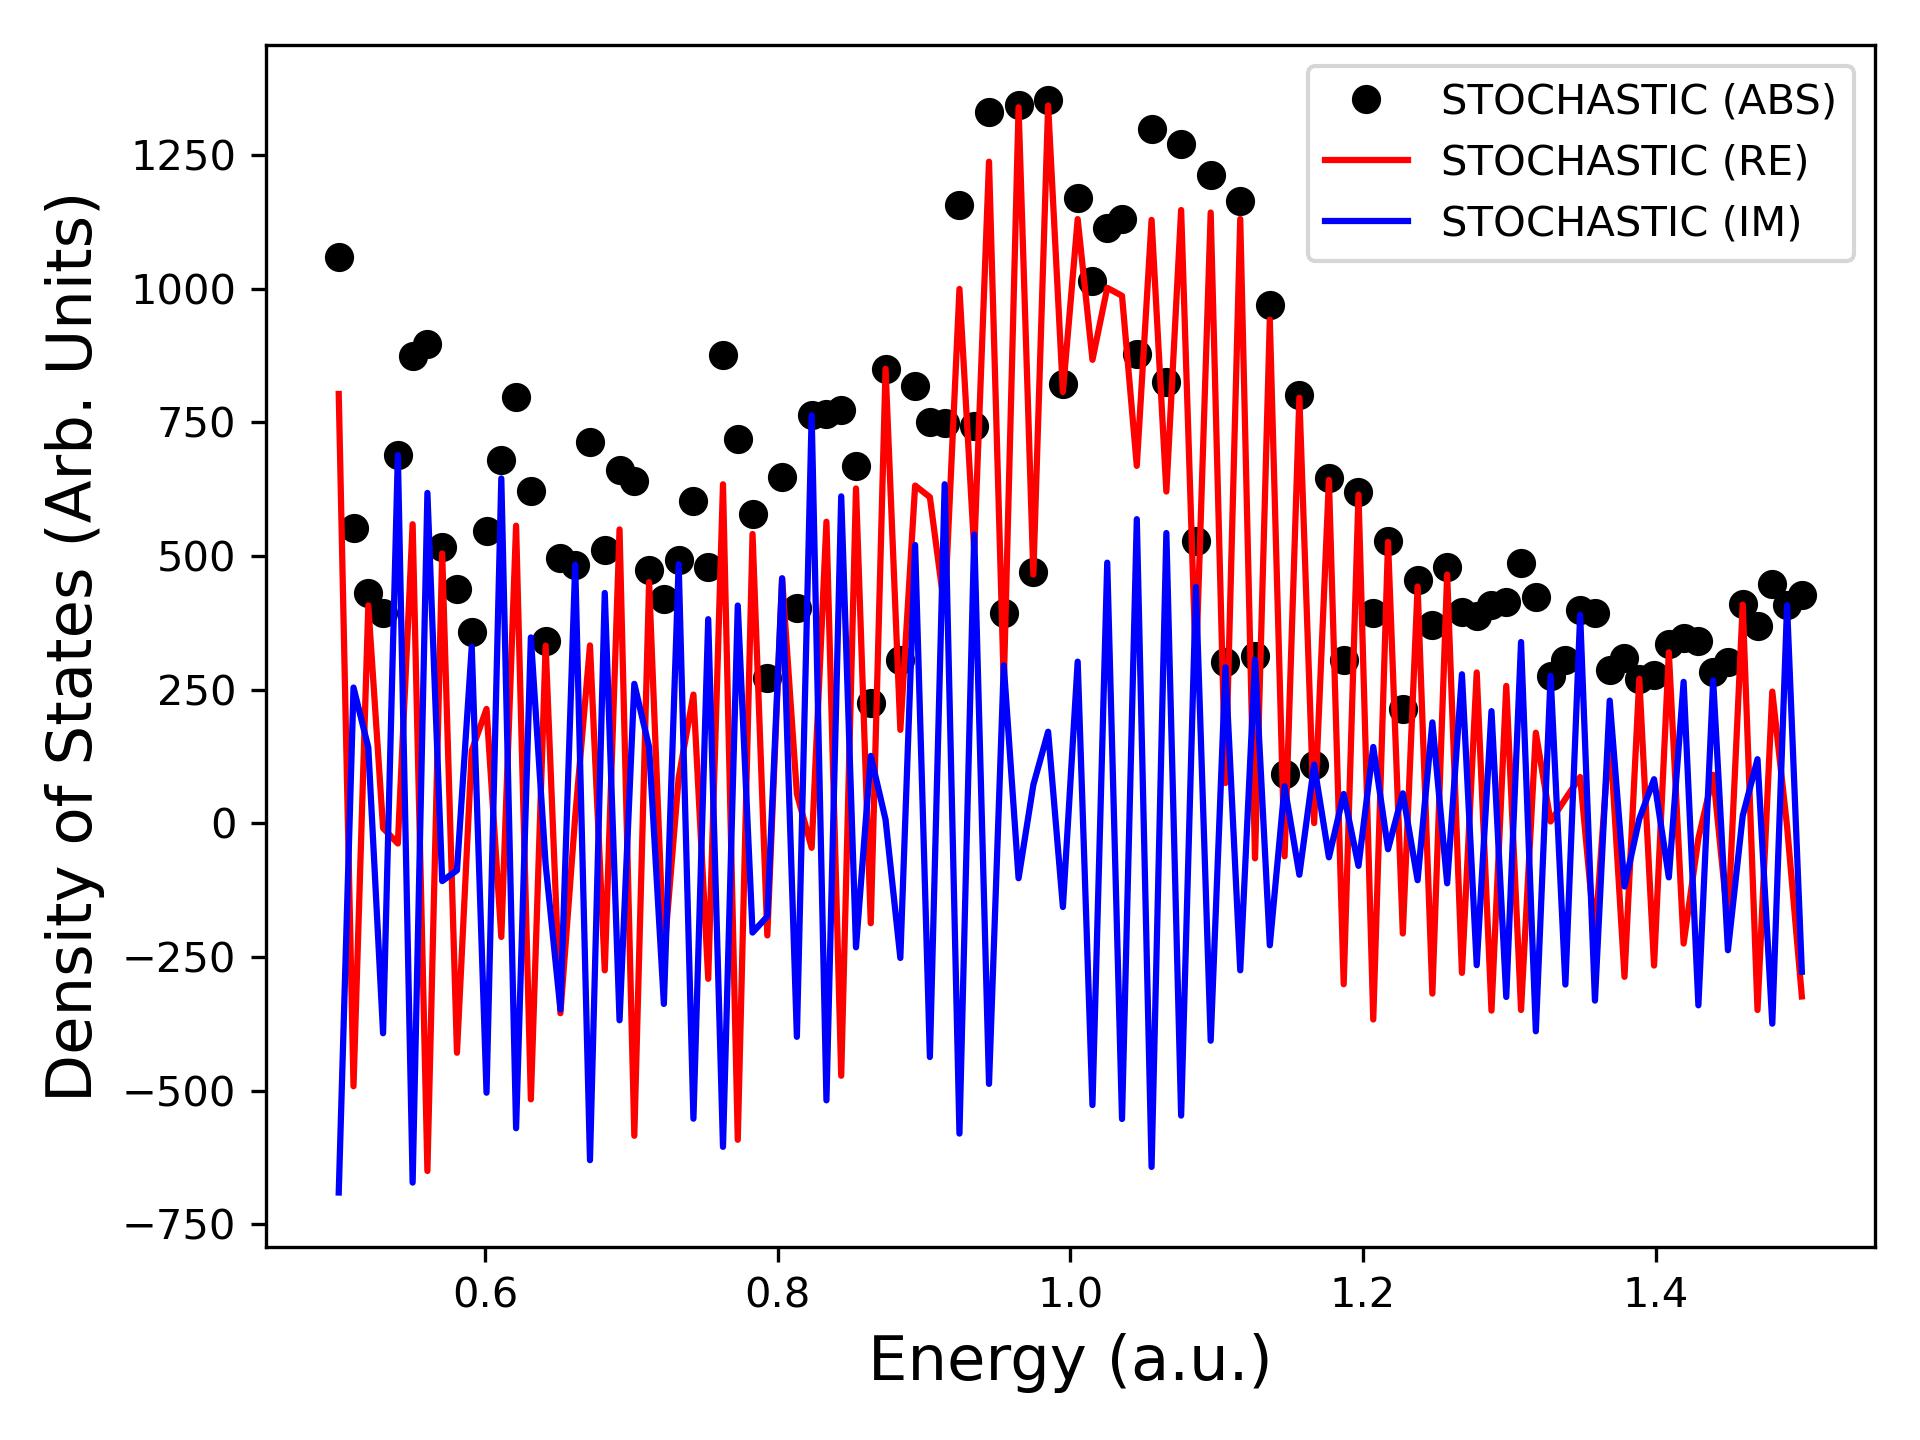 STOCHASTIC (ABS)
STOCHASTIC (RE)
STOCHASTIC (IM)
1250
1000
750
500
250
0
−250
−500
−750
Density of States (Arb. Units)
0.6 0.8 1.0 1.2 1.4
Energy (a.u.)